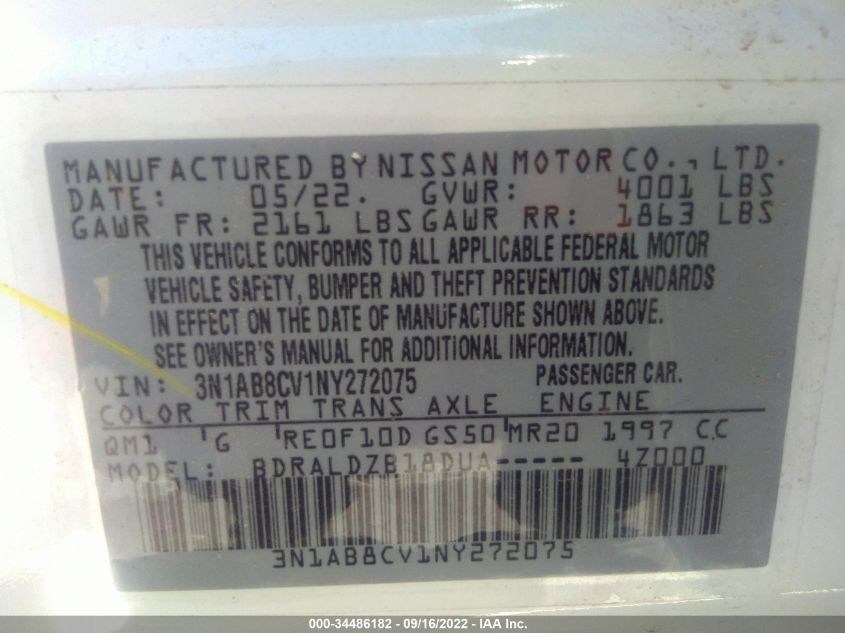 MANUFACTURED BY NISSAN MOTOR CO., LTD.
DATE: 05/22. GVWR: 4001 LBS
GAWR FR: 2161 LBS GAWR RR: 1863 LBS
THIS VEHICLE CONFORMS TO ALL APPLICABLE FEDERAL MOTOR
VEHICLE SAFETY, BUMPER AND THEFT PREVENTION STANDARDS
IN EFFECT ON THE DATE OF MANUFACTURE SHOWN ABOVE.
SEE OWNER'S MANUAL FOR ADDITIONAL INFORMATION.
VIN: 3N1AB8CV1NY272075 PASSENGER CAR.
COLOR TRIM TRANS AXLE ENGINE
QM1 'G 'RE0F10D GS50 'MR20 1997 CC
MODEL: BDRALDZB18DUA----- 4Z000
3N1AB8CV1NY272075
000-34486182 - 09/16/2022 - IAA Inc.